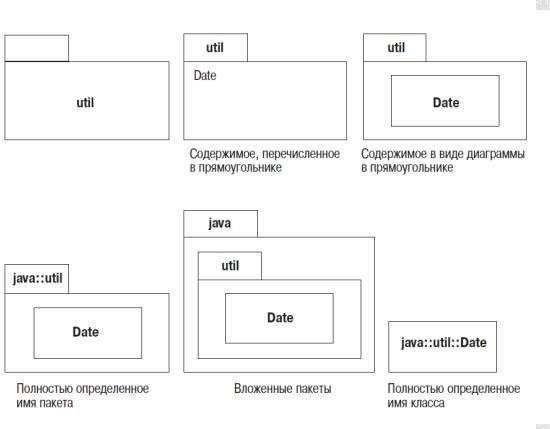 util
util
Date
util
Date
Содержимое, перечисленное
в прямоугольнике
Содержимое в виде диаграммы
в прямоугольнике
java::util
Date
Полностью определенное
имя пакета
java
util
Date
Вложенные пакеты
java::util::Date
Полностью определенное
имя класса